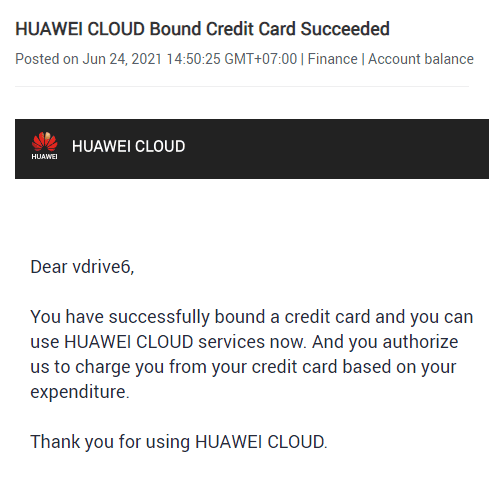 HUAWEI CLOUD Bound Credit Card Succeeded
Posted on Jun 24, 2021 14:50:25 GMT+07:00 | Finance | Account balance
HUAWEI
HUAWEI CLOUD
Dear vdrive6,
You have successfully bound a credit card and you can
use HUAWEI CLOUD services now. And you authorize
us to charge you from your credit card based on your
expenditure.
Thank you for using HUAWEI CLOUD.